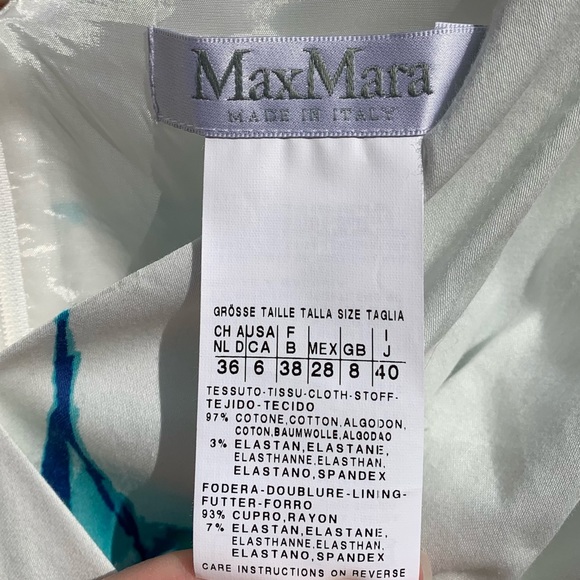 MaxMara
MADE IN ITALY
GRÖSSE TAILLE TALLA SIZE TAGLIA
CH AUSA F I
NL D CA B MEX GB J
36 6 38 28 8 40
TESSUTO-TISSU-CLOTH-STOFF-
TEJIDO-TECIDO
97% COTONE,COTTON,ALGODON,
COTON,BAUMWOLLE,ALGODAO
3% ELASTAN,ELASTANE,
ELASTHANNE,ELASTHAN,
ELASTANO,SPANDEX
FODERA-DOUBLURE-LINING-
FUTTER-FORRO
93% CUPRO,RAYON
7% ELASTAN,ELASTANE,
ELASTHANNE,ELASTHAN,
ELASTANO,SPANDEX
CARE INSTRUCTIONS ON REVERSE